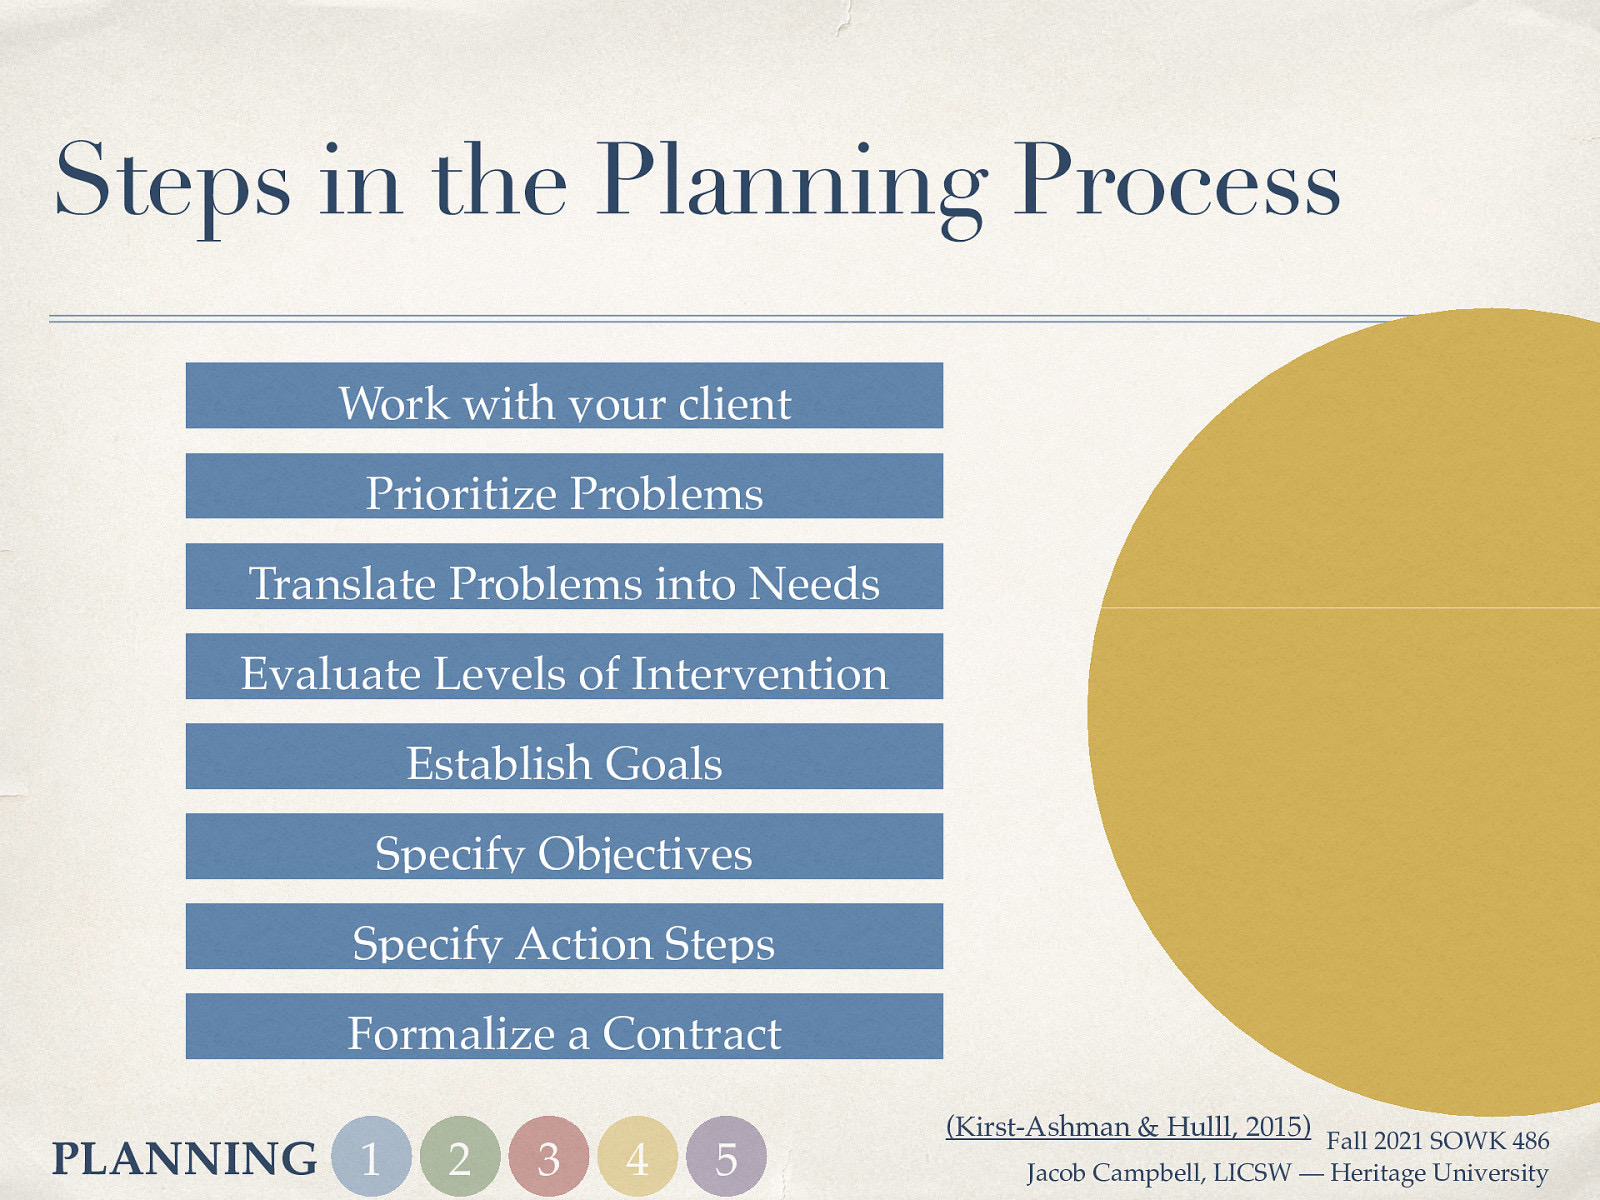 Steps in the Planning Process
Work with your client
Prioritize Problems
Translate Problems into Needs
Evaluate Levels of Intervention
Establish Goals
Specify Objectives
Specify Action Steps
Formalize a Contract
PLANNING 1 2 3 4 5
(Kirst-Ashman & Hulll, 2015)
Fall 2021 SOWK 486
Jacob Campbell, LICSW — Heritage University